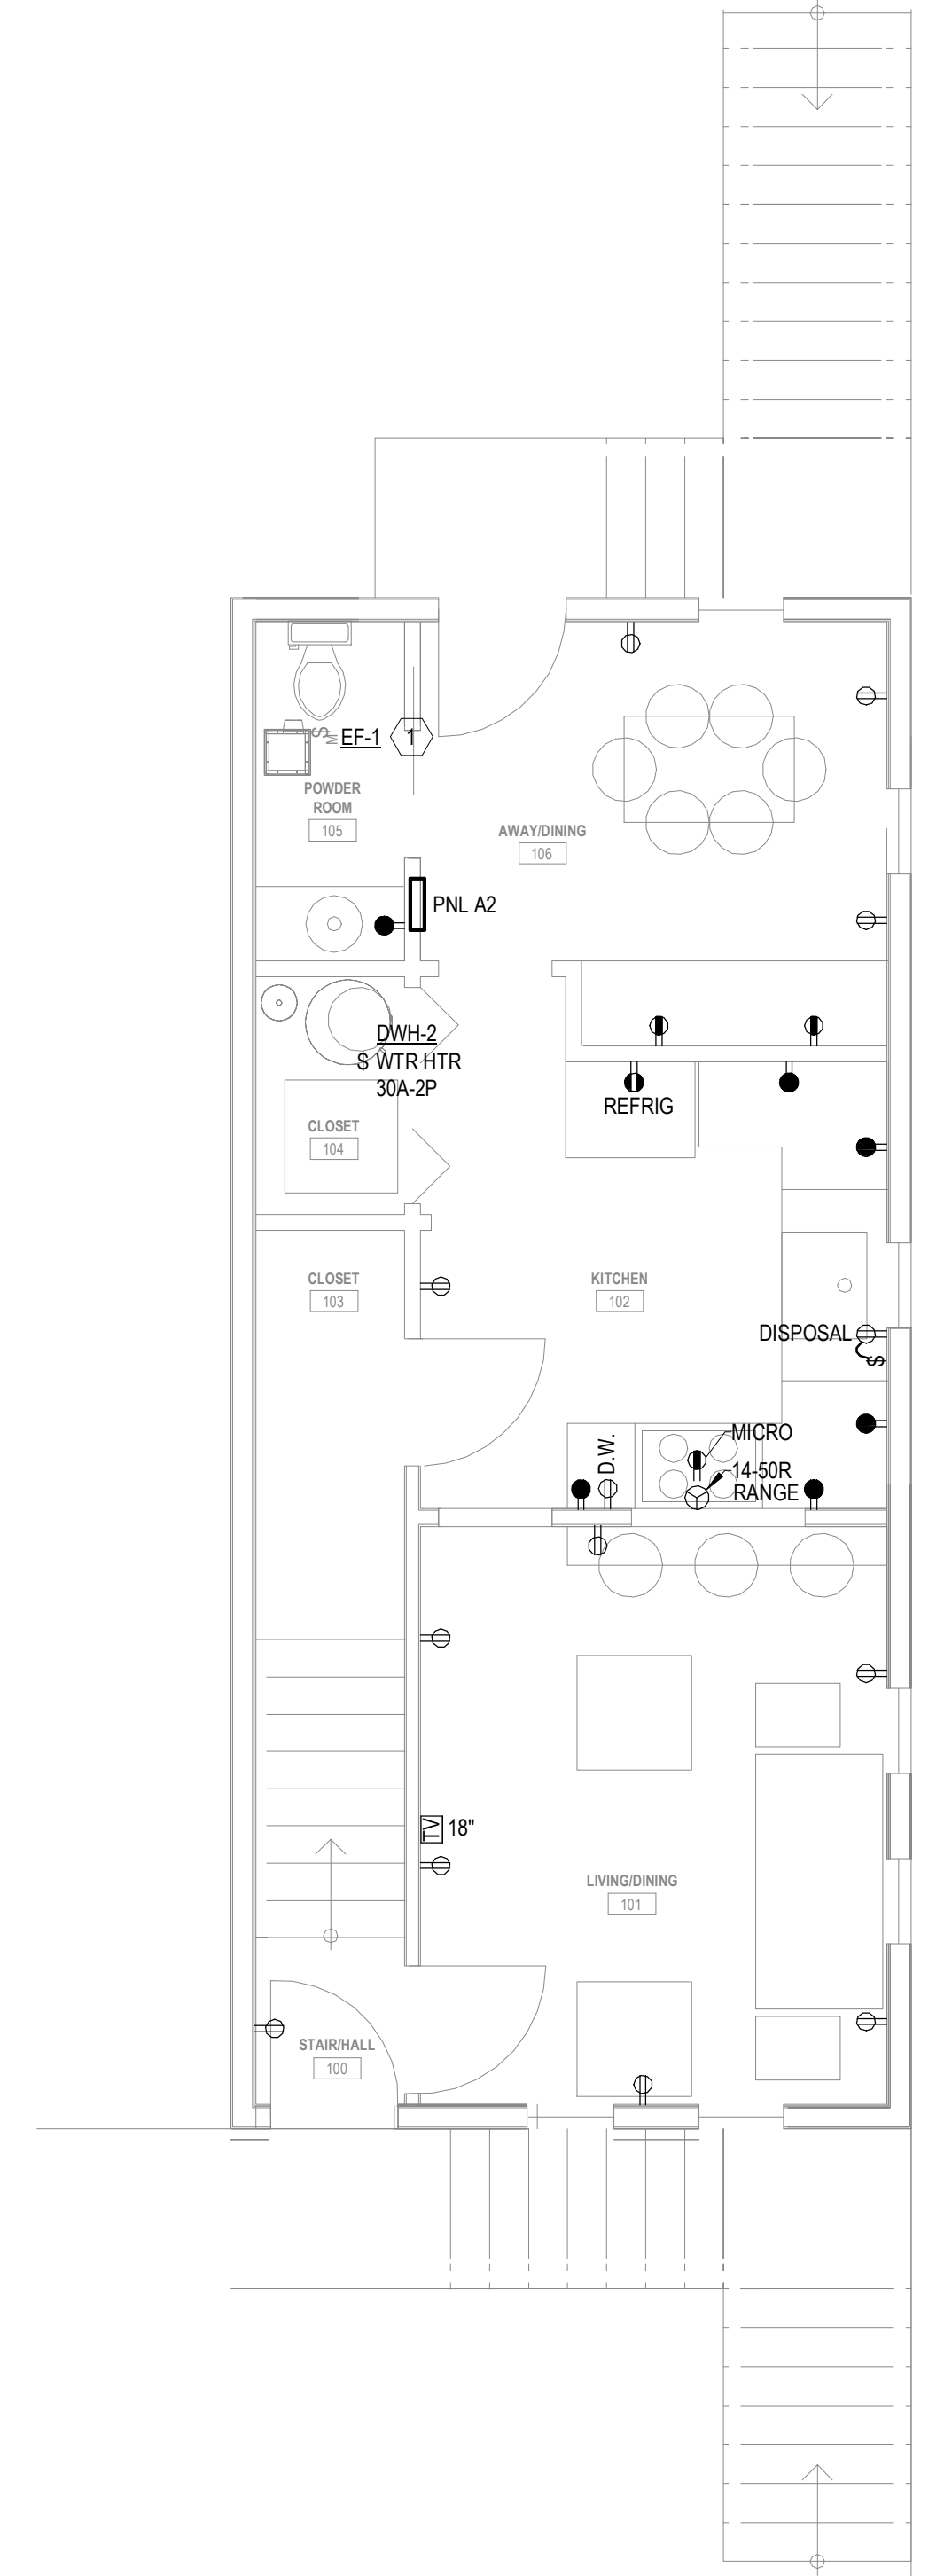 $
M
EF-1
1
POWDER
ROOM
105
AWAY/DINING
106
PNL A2
DWH-2
$ WTR HTR
30A-2P
REFRIG
CLOSET
104
CLOSET
103
KITCHEN
102
DISPOSAL
$
D.W.
MICRO
14-50R
RANGE
TV 18"
LIVING/DINING
101
STAIR/HALL
100